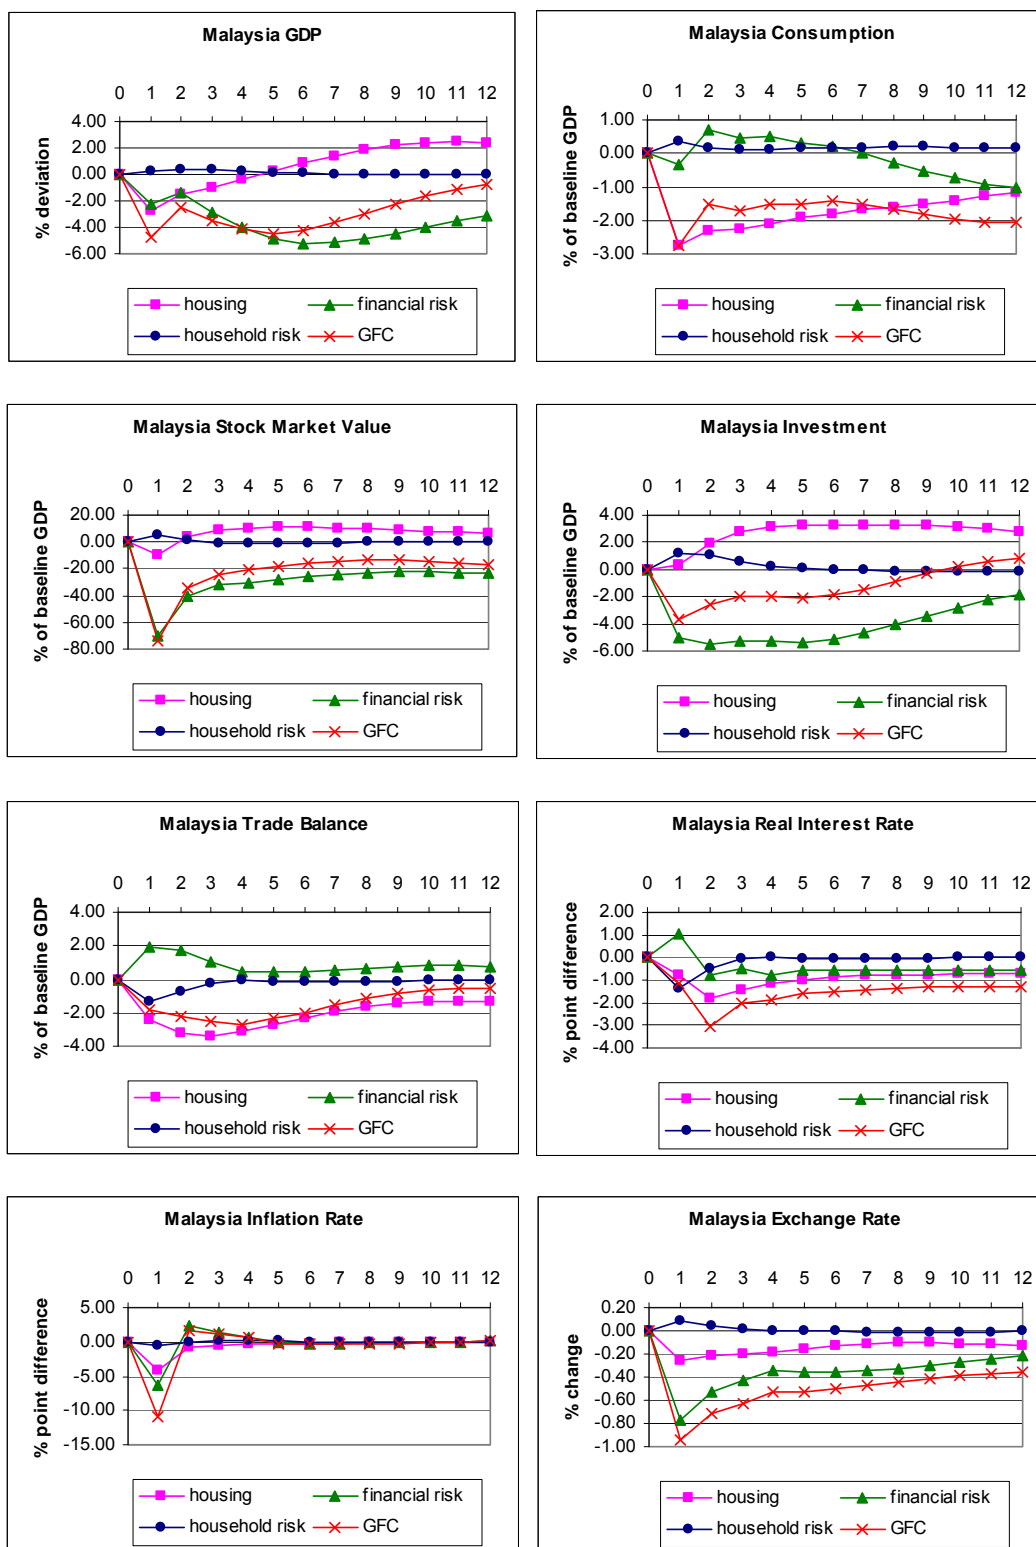 Malaysia GDP
0 1 2 3 4 5 6 7 8 9 10 11 12
4.00
2.00
0.00
-2.00
-4.00
-6.00
% deviation
housing financial risk
household risk GFC
Malaysia Consumption
0 1 2 3 4 5 6 7 8 9 10 11 12
1.00
0.00
-1.00
-2.00
-3.00
% of baseline GDP
housing financial risk
household risk GFC
Malaysia Stock Market Value
0 1 2 3 4 5 6 7 8 9 10 11 12
20.00
0.00
-20.00
-40.00
-60.00
-80.00
% of baseline GDP
housing financial risk
household risk GFC
Malaysia Investment
0 1 2 3 4 5 6 7 8 9 10 11 12
4.00
2.00
0.00
-2.00
-4.00
-6.00
% of baseline GDP
housing financial risk
household risk GFC
Malaysia Trade Balance
0 1 2 3 4 5 6 7 8 9 10 11 12
4.00
2.00
0.00
-2.00
-4.00
% of baseline GDP
housing financial risk
household risk GFC
Malaysia Real Interest Rate
0 1 2 3 4 5 6 7 8 9 10 11 12
2.00
1.00
0.00
-1.00
-2.00
-3.00
-4.00
% point difference
housing financial risk
household risk GFC
Malaysia Inflation Rate
0 1 2 3 4 5 6 7 8 9 10 11 12
5.00
0.00
-5.00
-10.00
-15.00
% point difference
housing financial risk
household risk GFC
Malaysia Exchange Rate
0 1 2 3 4 5 6 7 8 9 10 11 12
0.20
0.00
-0.20
-0.40
-0.60
-0.80
-1.00
% change
housing financial risk
household risk GFC